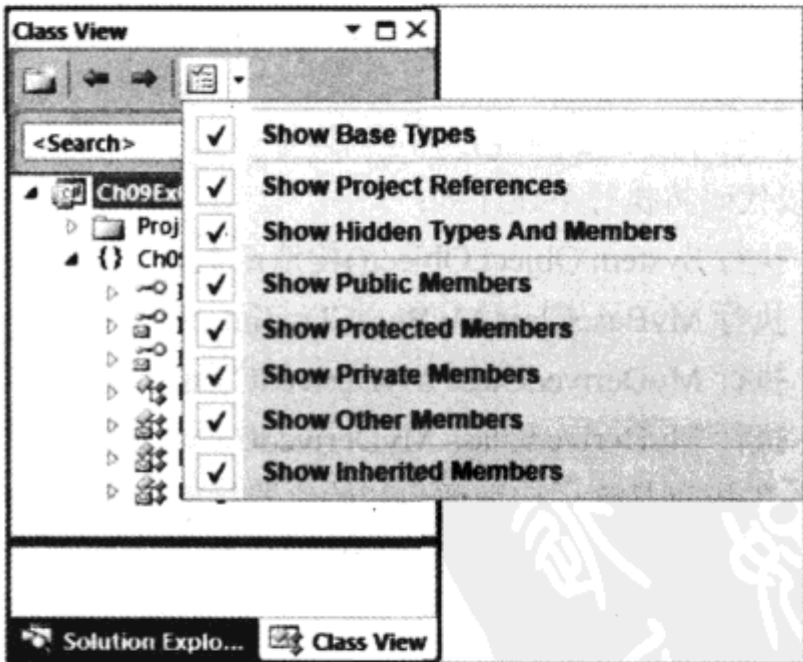 Class View
<Search>
Show Base Types
Show Project References
Show Hidden Types And Members
Show Public Members
Show Protected Members
Show Private Members
Show Other Members
Show Inherited Members
Ch09Ex
Proj
{} Ch09
Solution Explo...
Class View